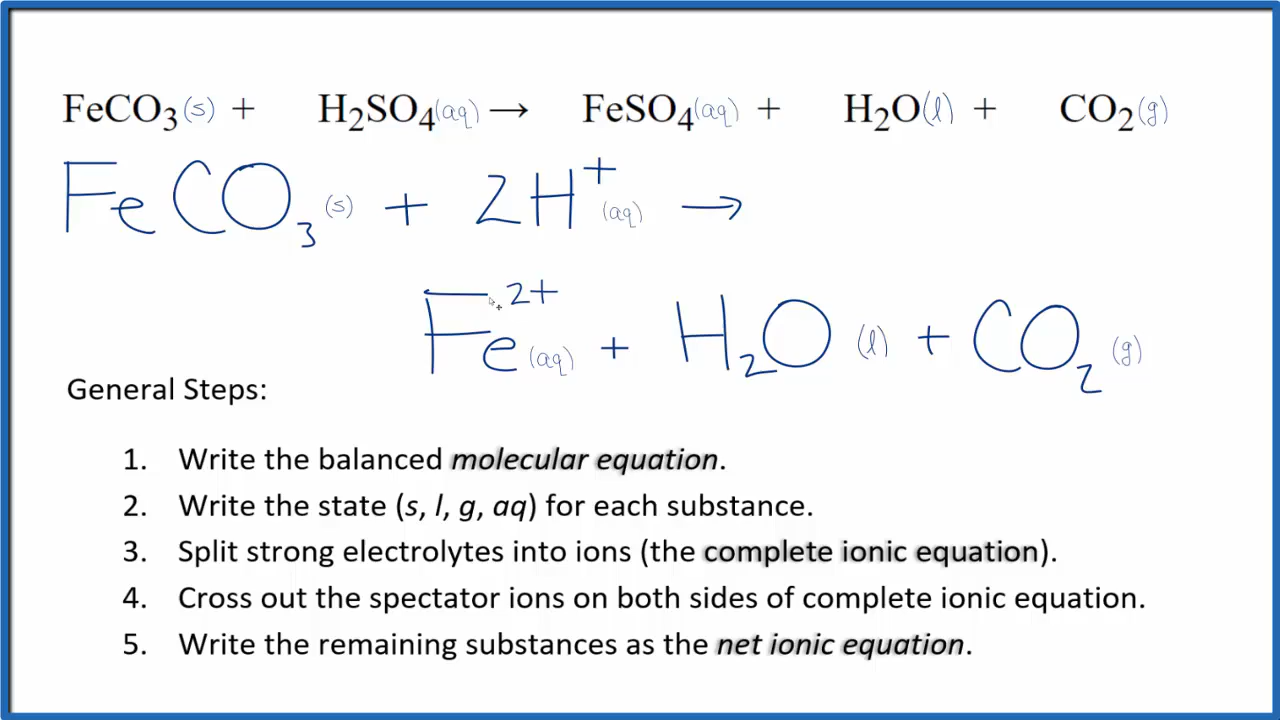 FeCO₃(s) + H₂SO₄(aq) → FeSO₄(aq) + H₂O(l) + CO₂(g)
FeCO₃(s) + 2H⁺(aq) →
Fe²⁺(aq) + H₂O(l) + CO₂(g)
General Steps:
1. Write the balanced molecular equation.
2. Write the state (s, l, g, aq) for each substance.
3. Split strong electrolytes into ions (the complete ionic equation).
4. Cross out the spectator ions on both sides of complete ionic equation.
5. Write the remaining substances as the net ionic equation.